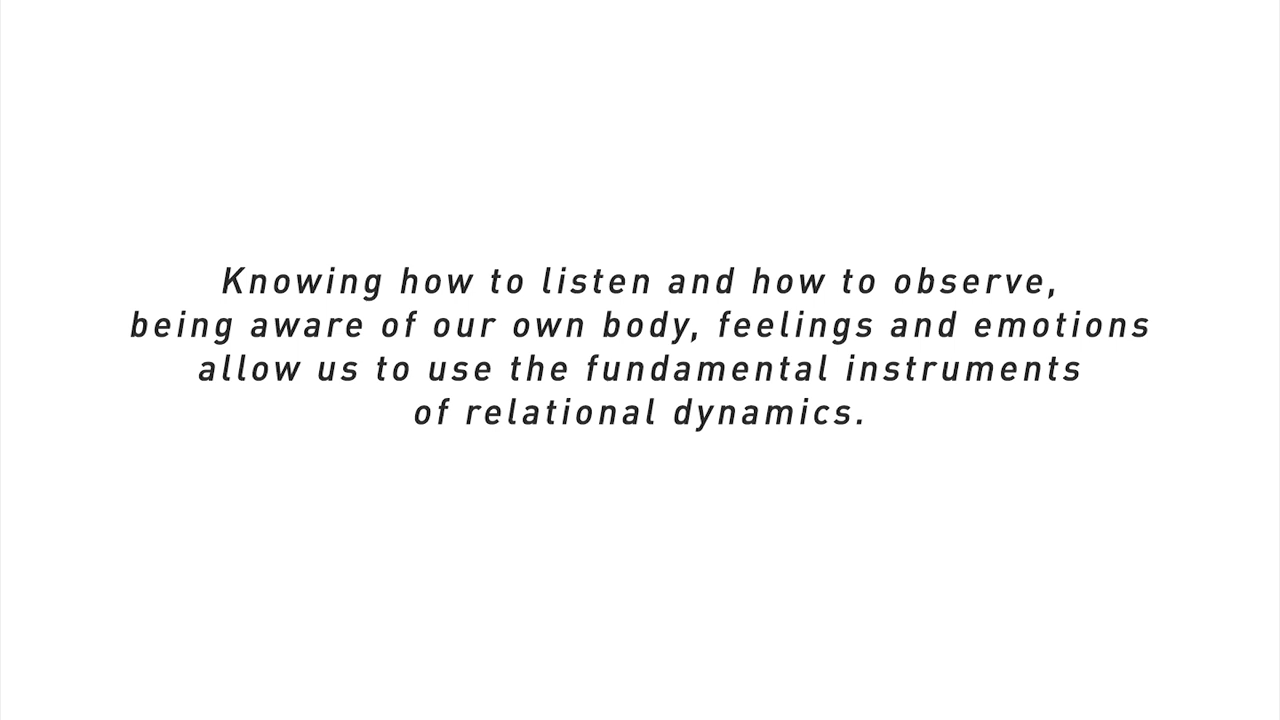 Knowing how to listen and how to observe,
being aware of our own body, feelings and emotions
allow us to use the fundamental instruments
of relational dynamics.